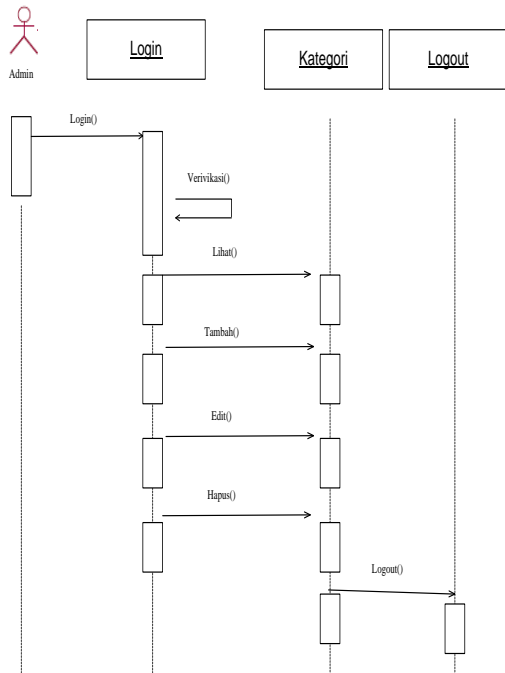 Login
Kategori
Logout
Admin
Login()
Verivikasi()
Lihat()
Tambah()
Edit()
Hapus()
Logout()